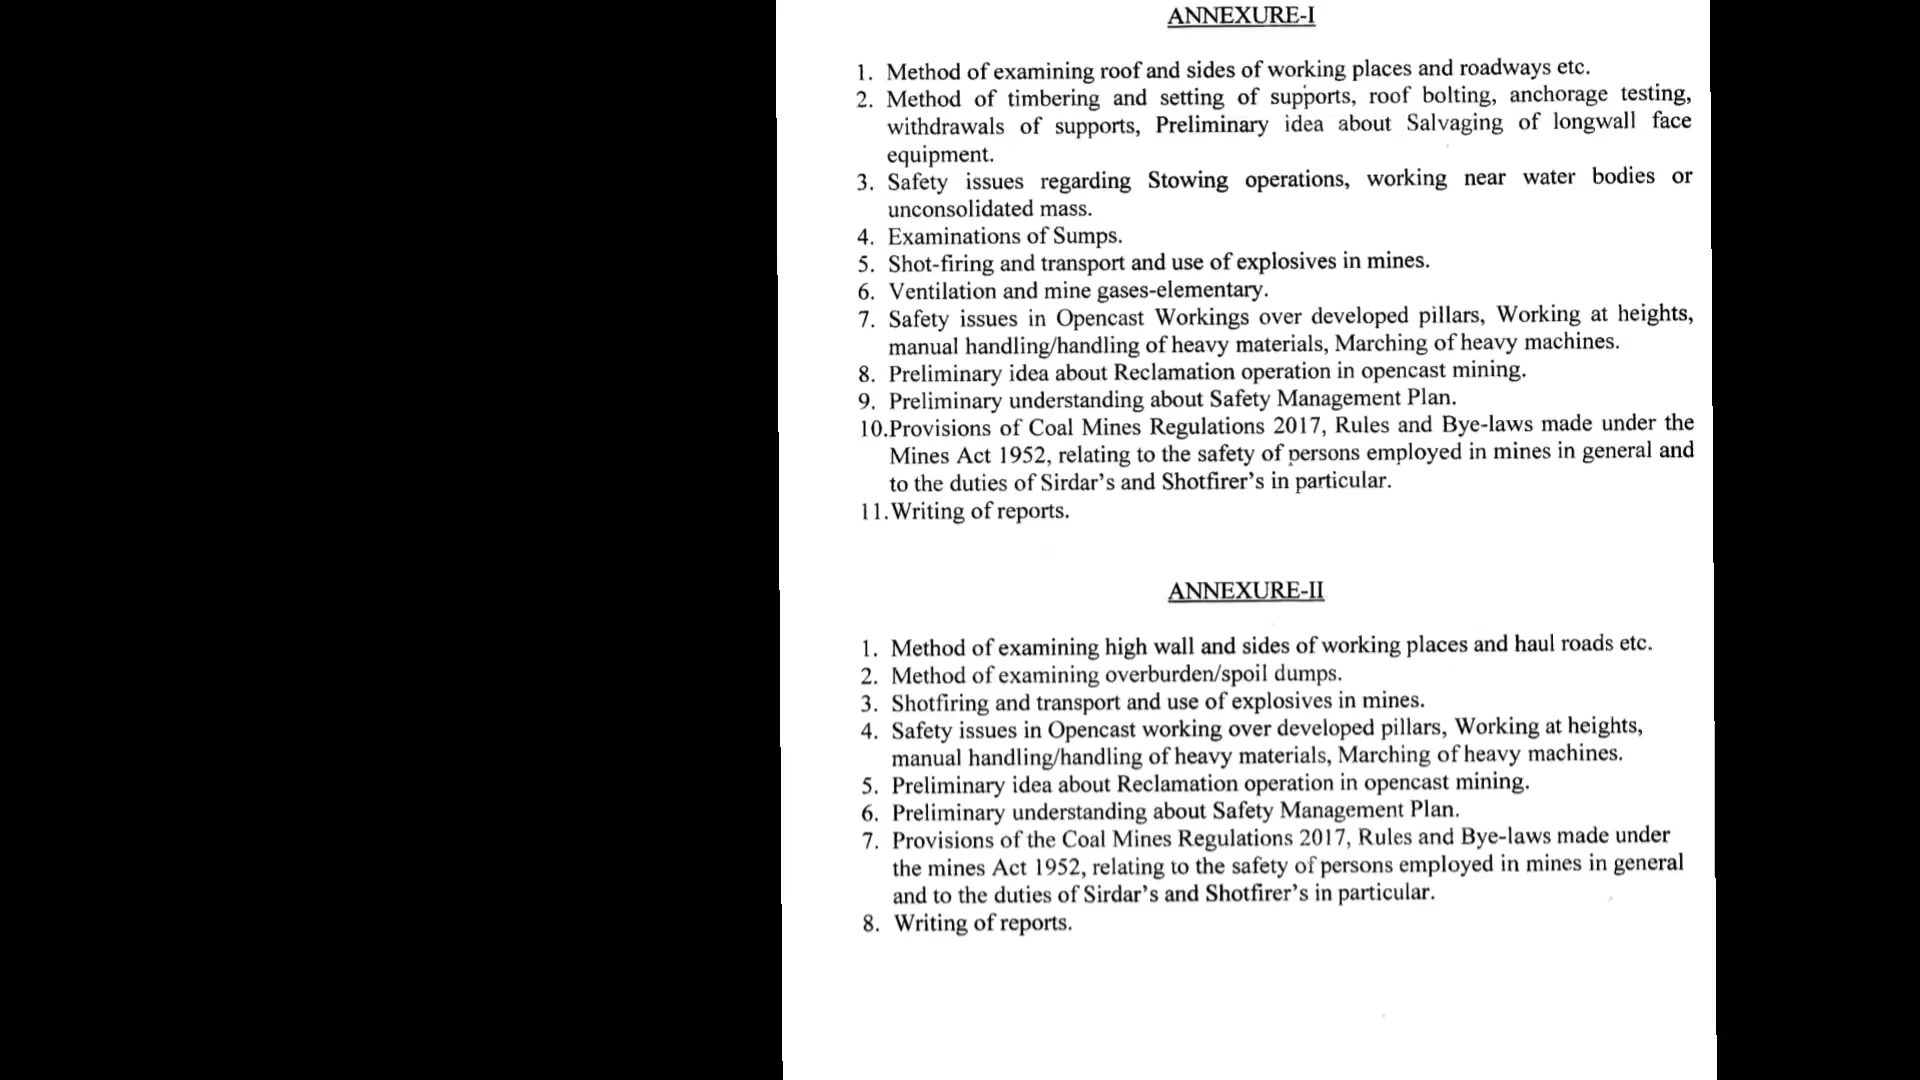 ANNEXURE-I
1. Method of examining roof and sides of working places and roadways etc.
2. Method of timbering and setting of supports, roof bolting, anchorage testing,
withdrawals of supports, Preliminary idea about Salvaging of longwall face
equipment.
3. Safety issues regarding Stowing operations, working near water bodies or
unconsolidated mass.
4. Examinations of Sumps.
5. Shot-firing and transport and use of explosives in mines.
6. Ventilation and mine gases-elementary.
7. Safety issues in Opencast Workings over developed pillars, Working at heights,
manual handling/handling of heavy materials, Marching of heavy machines.
8. Preliminary idea about Reclamation operation in opencast mining.
9. Preliminary understanding about Safety Management Plan.
10.Provisions of Coal Mines Regulations 2017, Rules and Bye-laws made under the
Mines Act 1952, relating to the safety of persons employed in mines in general and
to the duties of Sirdar's and Shotfirer's in particular.
11.Writing of reports.
ANNEXURE-II
1. Method of examining high wall and sides of working places and haul roads etc.
2. Method of examining overburden/spoil dumps.
3. Shotfiring and transport and use of explosives in mines.
4. Safety issues in Opencast working over developed pillars, Working at heights,
manual handling/handling of heavy materials, Marching of heavy machines.
5. Preliminary idea about Reclamation operation in opencast mining.
6. Preliminary understanding about Safety Management Plan.
7. Provisions of the Coal Mines Regulations 2017, Rules and Bye-laws made under
the mines Act 1952, relating to the safety of persons employed in mines in general
and to the duties of Sirdar's and Shotfirer's in particular.
8. Writing of reports.